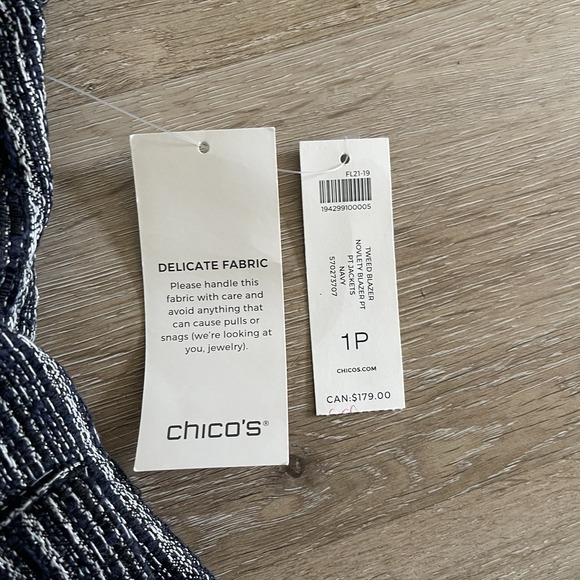 DELICATE FABRIC
Please handle this
fabric with care and
avoid anything that
can cause pulls or
snags (we're looking at
you, jewelry).
chico's®
FL21-19
194299100005
TWEED BLAZER
NOVLETY BLAZER PT
PT JACKETS
NAVY
570273707
1P
CHICOS.COM
CAN:$179.00